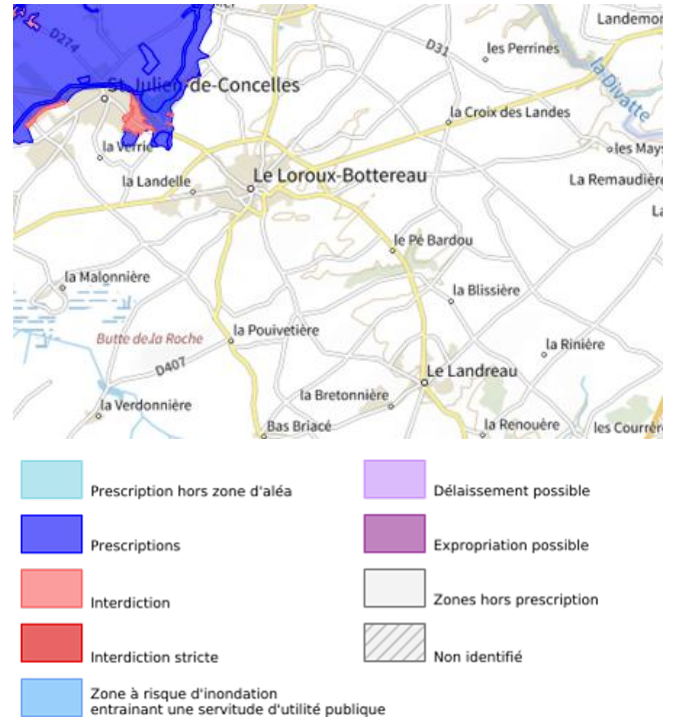 Landemor
D274
D31
les Perrines
la Divatte
St-Julien-de-Concelles
la Croix des Landes
la Verrie
les May
la Landelle
Le Loroux-Bottereau
La Remaudière
le Pé Bardou
la Malonnière
la Blissière
Butte de la Roche
la Pouivetière
la Rinière
D407
Le Landreau
la Bretonnière
la Verdonnière
Bas Briacé
la Renouère
les Courrèr
Prescription hors zone d'aléa
Délaissement possible
Prescriptions
Expropriation possible
Interdiction
Zones hors prescription
Interdiction stricte
Non identifié
Zone à risque d'inondation
entrainant une servitude d'utilité publique